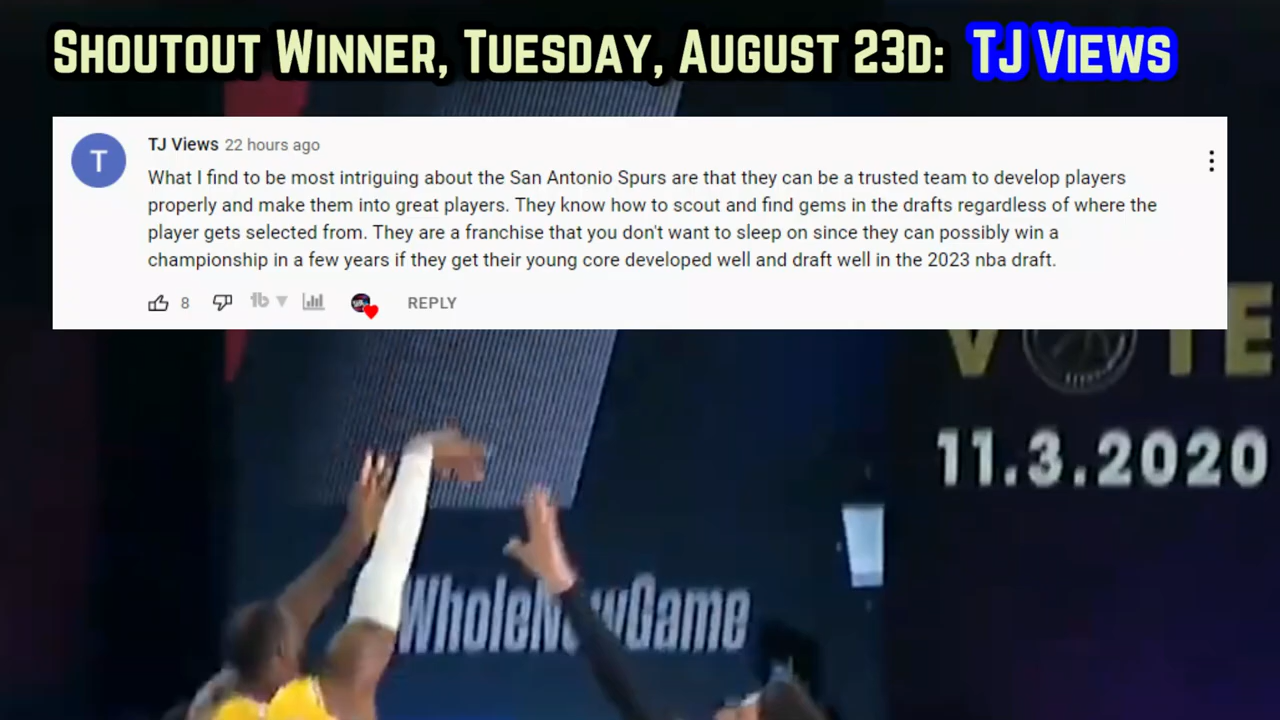 Shoutout Winner, Tuesday, August 23d: TJ Views
T
TJ Views 22 hours ago
What I find to be most intriguing about the San Antonio Spurs are that they can be a trusted team to develop players
properly and make them into great players. They know how to scout and find gems in the drafts regardless of where the
player gets selected from. They are a franchise that you don't want to sleep on since they can possibly win a
championship in a few years if they get their young core developed well and draft well in the 2023 nba draft.
8 REPLY
V TE
11.3.2020
WholeN wGame